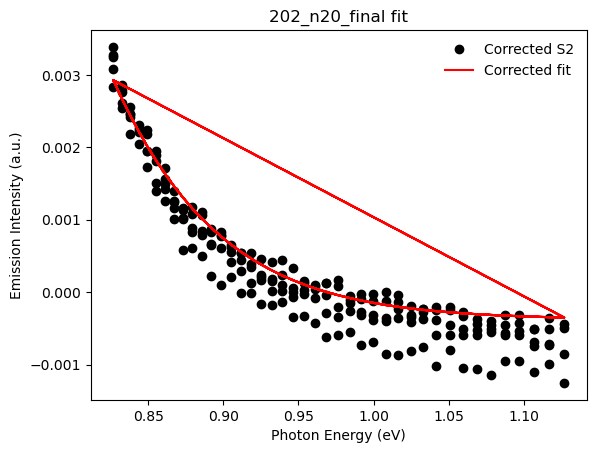 202_n20_final fit
Corrected S2
Corrected fit
Emission Intensity (a.u.)
0.003
0.002
0.001
0.000
−0.001
0.85
0.90
0.95
1.00
1.05
1.10
Photon Energy (eV)